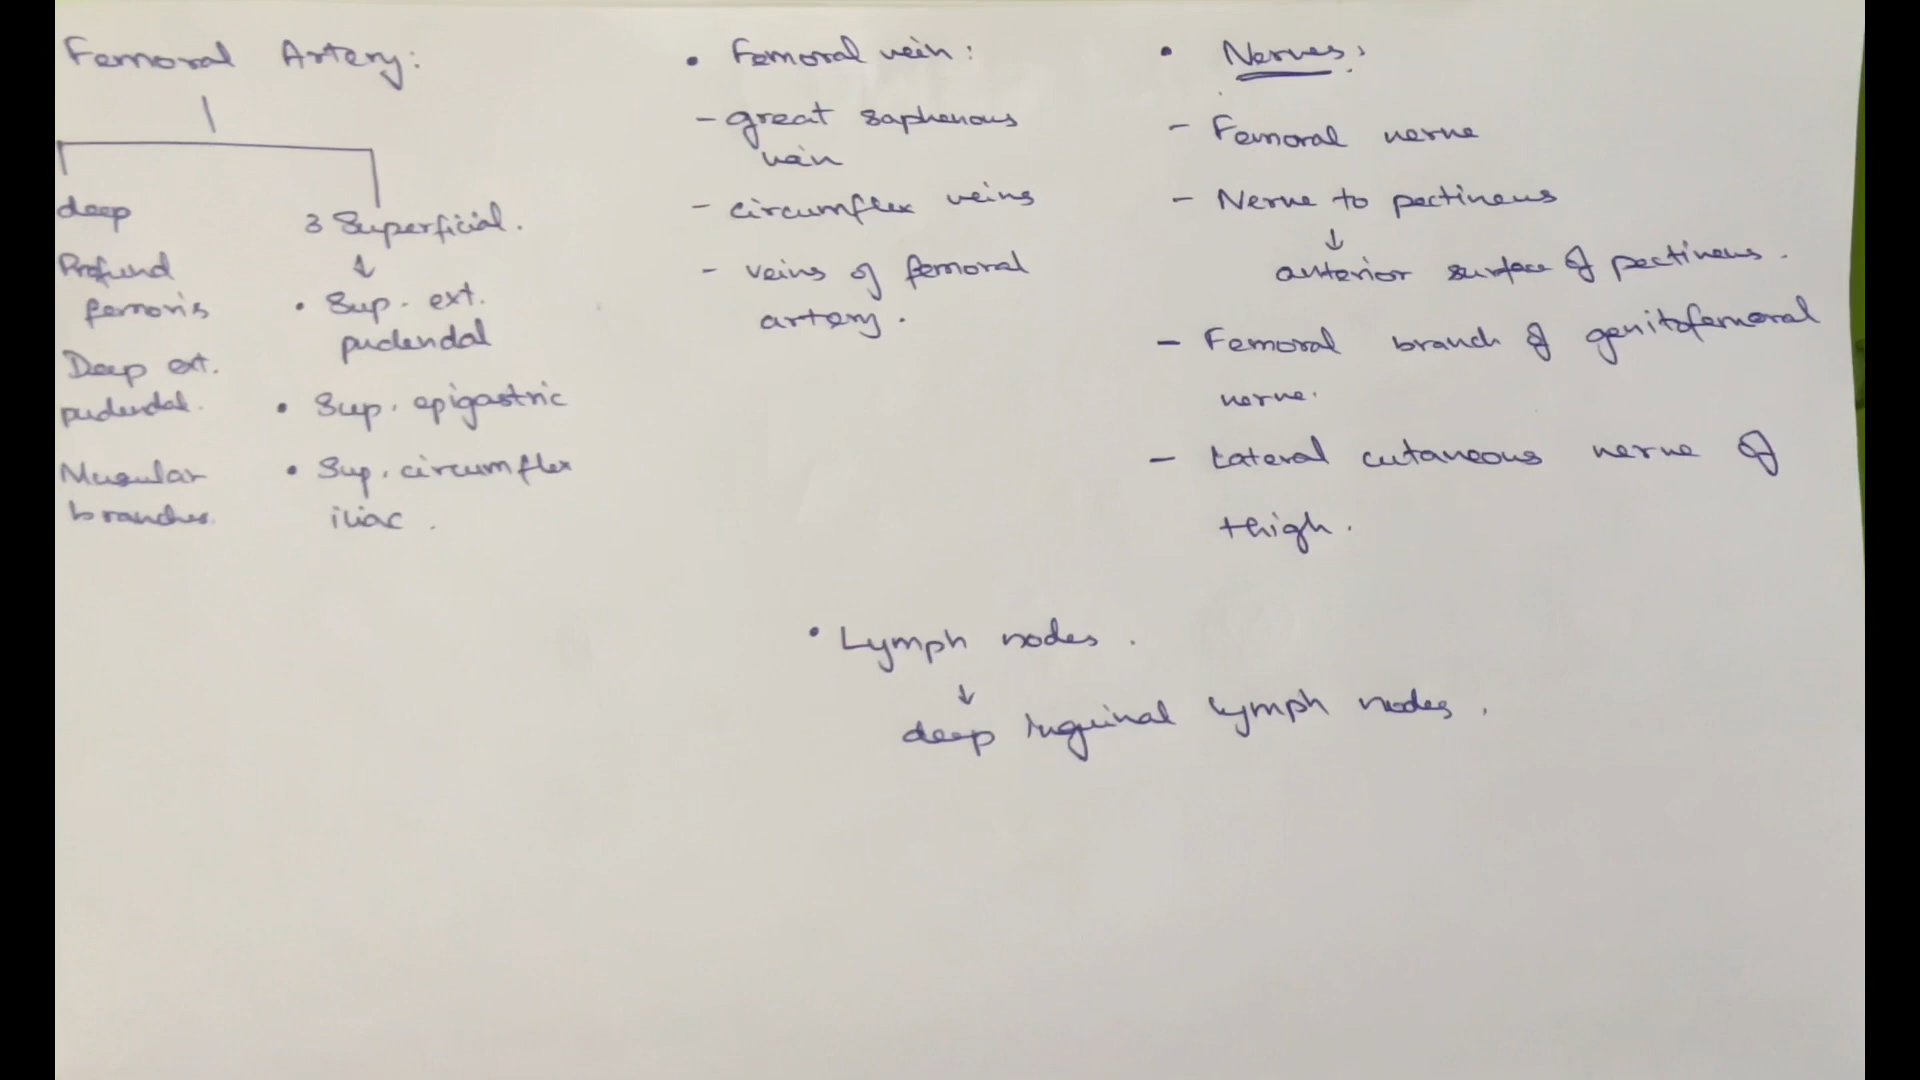 Femoral Artery:
deep
Profund
femoris
Deep ext.
pudendal.
Muscular
branches.
3 Superficial.
↓
• Sup. ext.
pudendal
• Sup. epigastric
• Sup. circumflex
iliac.
• Femoral vein:
- great saphenous
vein
- circumflex veins
- veins of femoral
artery.
• Nerves:
- Femoral nerve
- Nerve to pectineus
↓
anterior surface of pectineus.
- Femoral branch of genitofemoral
nerve.
- Lateral cutaneous nerve of
thigh.
• Lymph nodes.
↓
deep inguinal lymph nodes.